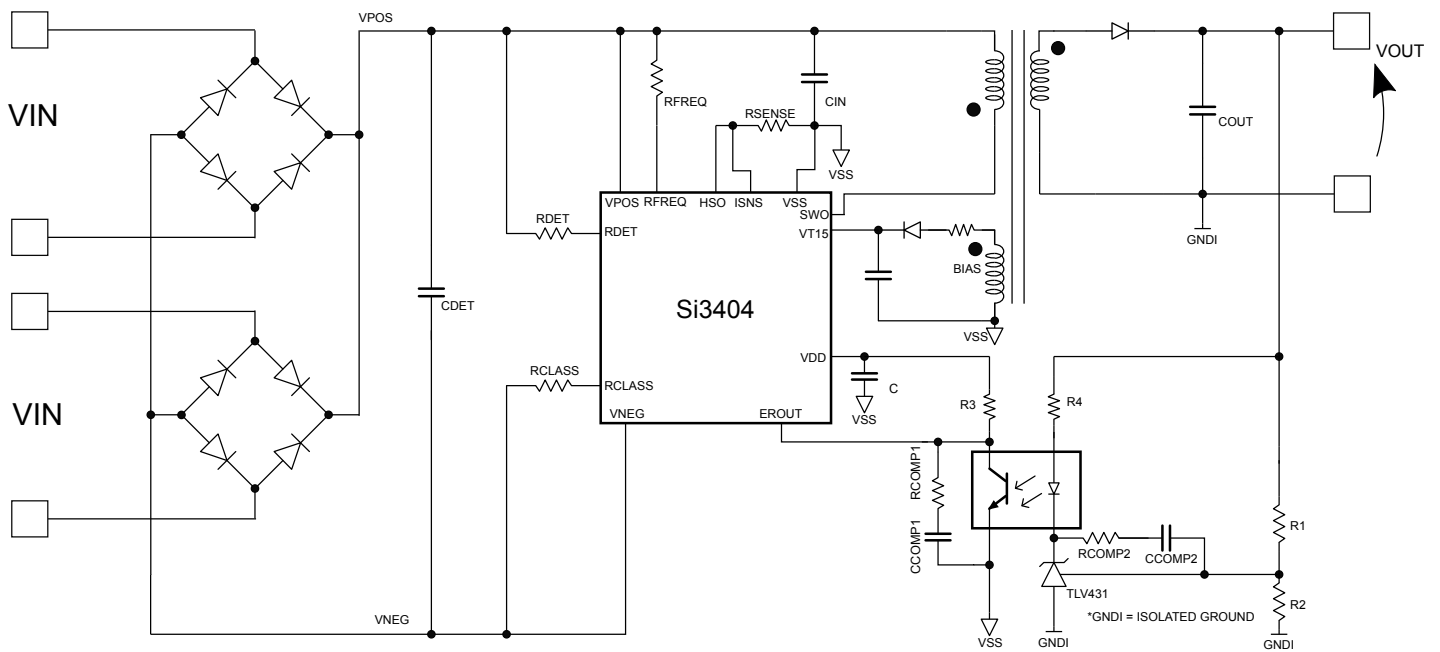 VPOS
VIN
VOUT
RFREQ
CIN
RSENSE
COUT
VSS
VPOS RFREQ HSO ISNS VSS
SWO
RDET
RDET
VT15
GNDI
BIAS
CDET
Si3404
VSS
VDD
RCLASS
RCLASS
C
VIN
VNEG
EROUT
VSS
R3
R4
RCOMP1
R1
CCOMP1
RCOMP2
CCOMP2
TLV431
R2
VNEG
*GNDI = ISOLATED GROUND
VSS
GNDI
GNDI